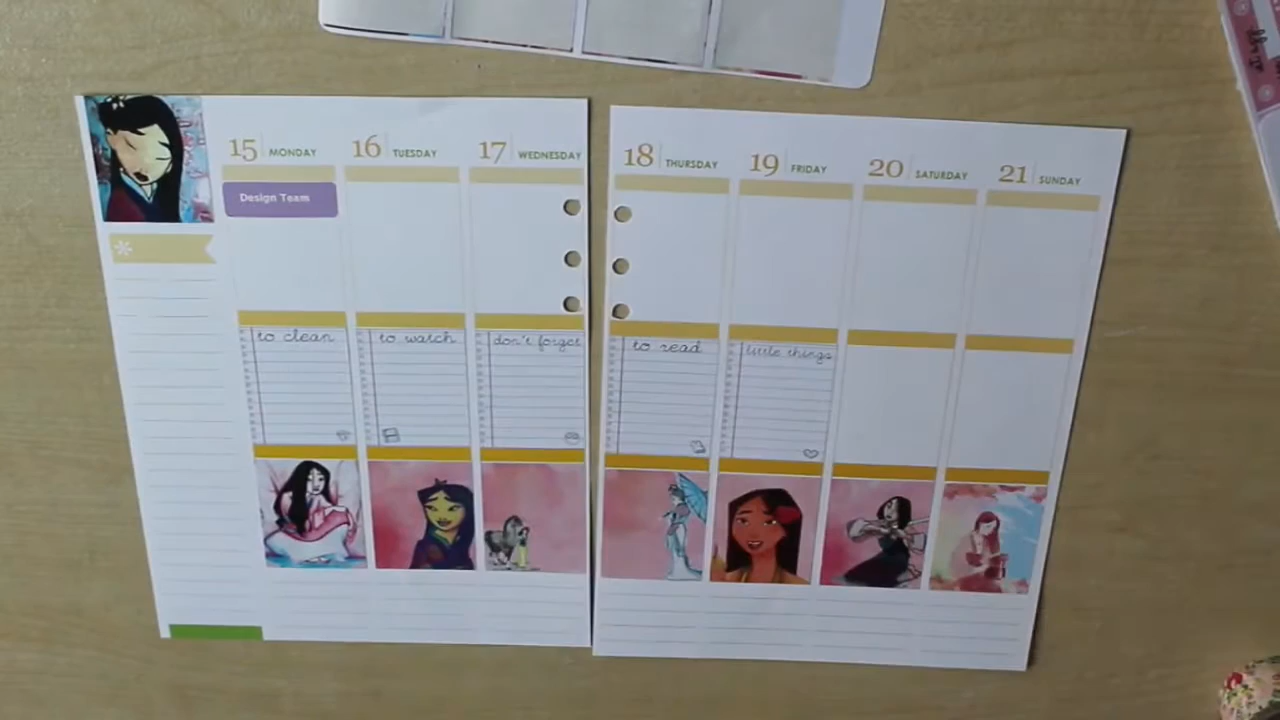 15 MONDAY
16 TUESDAY
17 WEDNESDAY
18 THURSDAY
19 FRIDAY
20 SATURDAY
21 SUNDAY
Design Team
to clean
to watch
don't forget
to read
little things